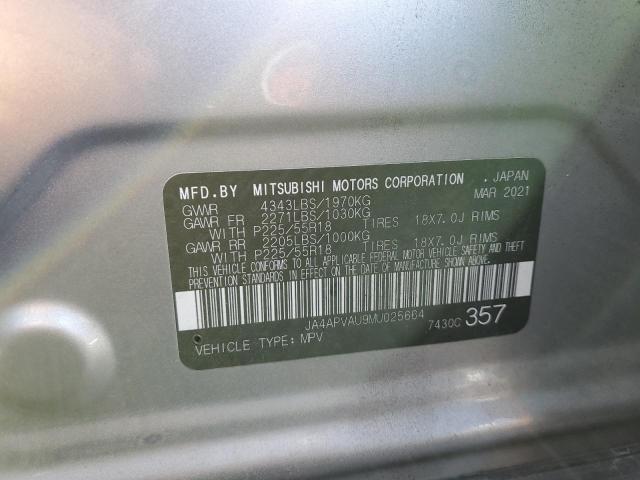 MFD.BY MITSUBISHI MOTORS CORPORATION , JAPAN
MAR 2021
GVWR 4343LBS/1970KG
GAWR FR 2271LBS/1030KG
WITH P225/55R18 TIRES 18X7.0J RIMS
GAWR RR 2205LBS/1000KG
WITH P225/55R18 TIRES 18X7.0J RIMS
THIS VEHICLE CONFORMS TO ALL APPLICABLE FEDERAL MOTOR VEHICLE SAFETY AND THEFT
PREVENTION STANDARDS IN EFFECT ON THE DATE OF MANUFACTURE SHOWN ABOVE.
JA4APVAU9MU025664 7430C 357
VEHICLE TYPE: MPV